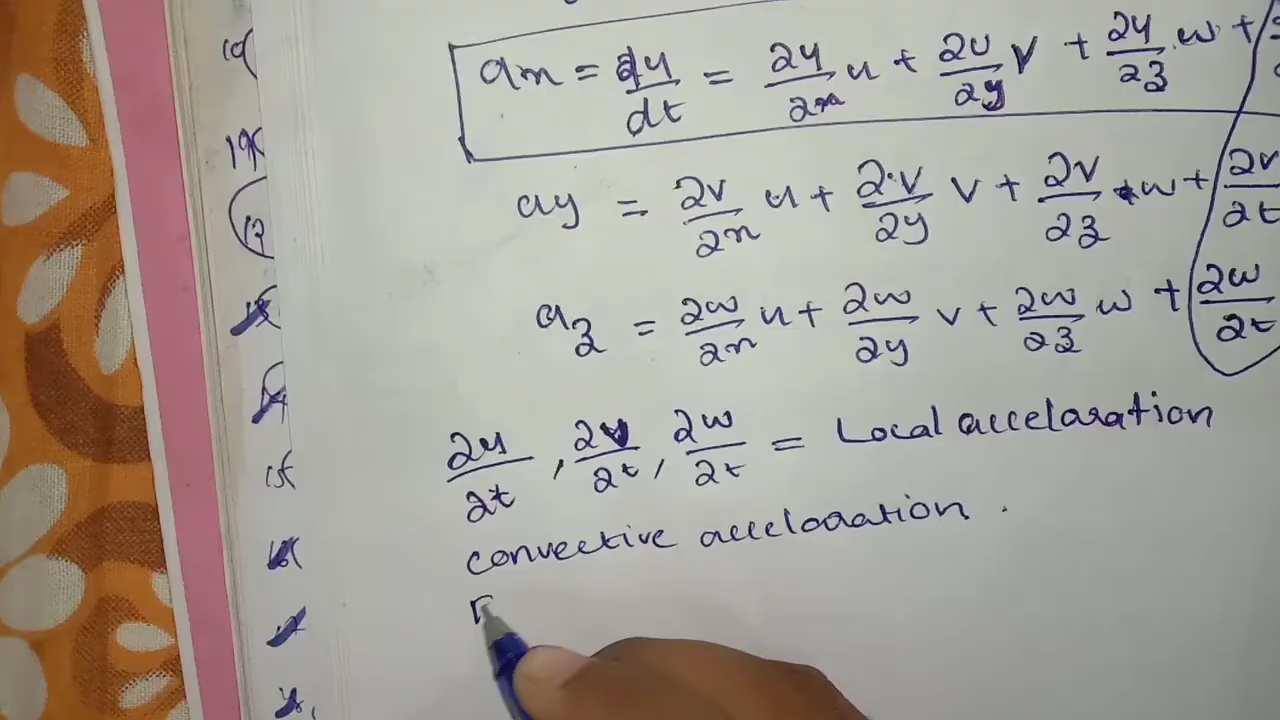 ax = du/dt = ∂u/∂x u + ∂u/∂y v + ∂u/∂z w +
ay = ∂v/∂x u + ∂v/∂y v + ∂v/∂z w + ∂v/∂t
az = ∂w/∂x u + ∂w/∂y v + ∂w/∂z w + ∂w/∂t
∂u/∂t, ∂v/∂t, ∂w/∂t = Local accelaration
convective accelaration.